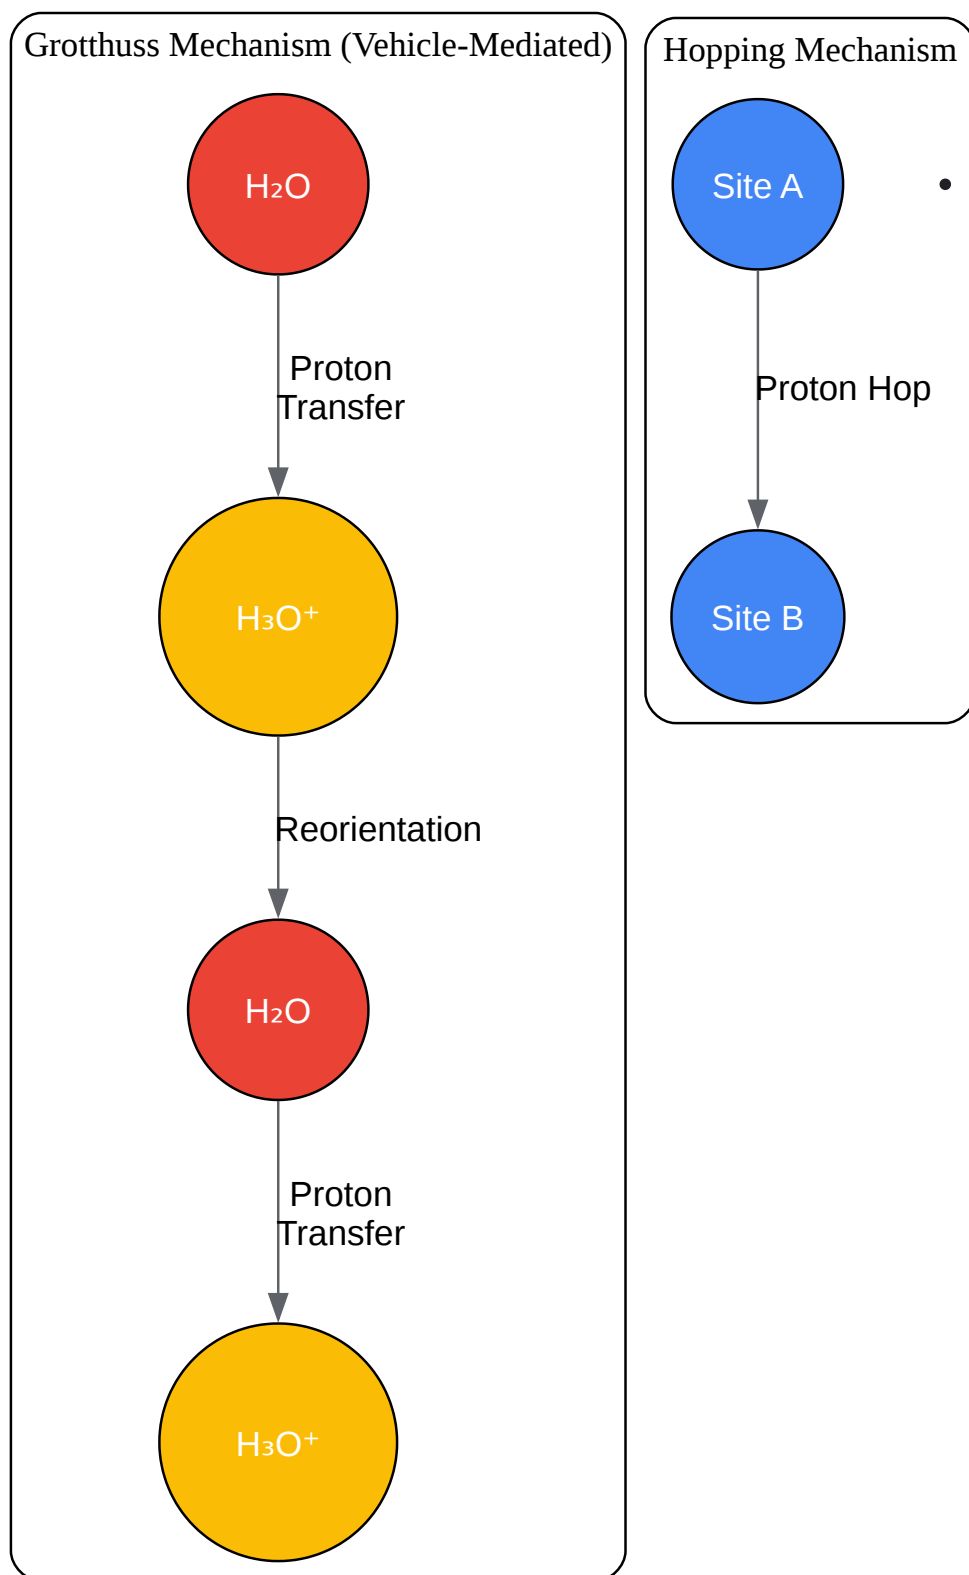 Grotthuss Mechanism (Vehicle-Mediated)
H₂O
Proton
Transfer
H₃O⁺
Reorientation
H₂O
Proton
Transfer
H₃O⁺
Hopping Mechanism
Site A
Proton Hop
Site B